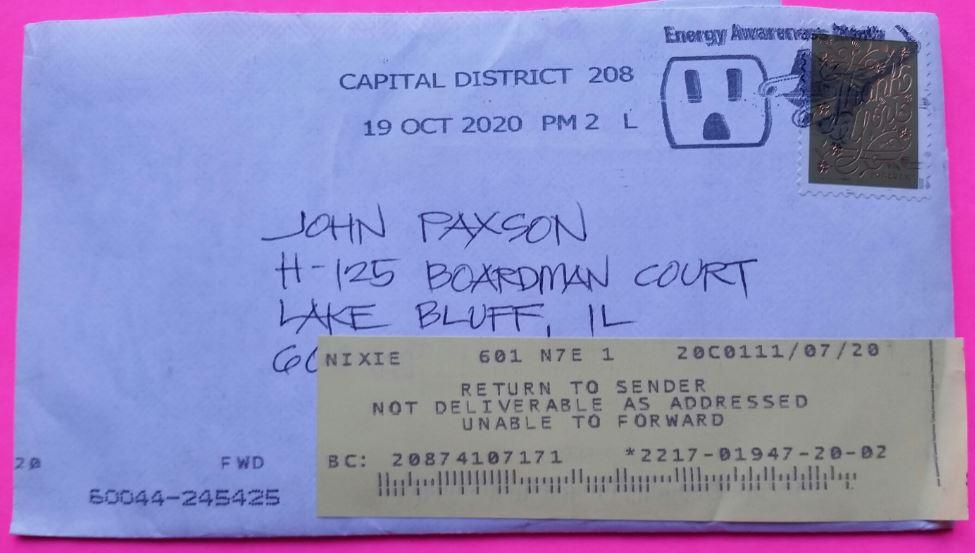 Energy Awareness Month
CAPITAL DISTRICT 208
19 OCT 2020 PM 2 L
FOREVER
JOHN PAXSON
H-125 BOARDMAN COURT
LAKE BLUFF, IL
60
NIXIE 601 N7E 1 20C0111/07/20
RETURN TO SENDER
NOT DELIVERABLE AS ADDRESSED
UNABLE TO FORWARD
BC: 20874107171 *2217-01947-20-02
20 FWD
60044-245425